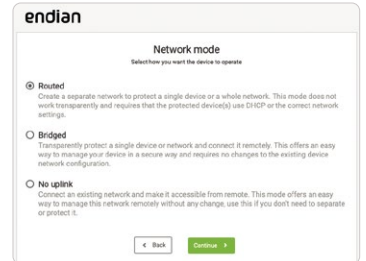 endian
Network mode
Select how you want the device to operate
Routed
Create a separate network to protect a single device or a whole network. This mode does not
work transparently and requires that the protected device(s) use DHCP or the correct network
settings.
Bridged
Transparently protect a single device or network and connect it remotely. This offers an easy
way to manage your device in a secure way and requires no changes to the existing device
network configuration.
No uplink
Connect an existing network and make it accessible from remote. This mode offers an easy
way to manage this network remotely without any change, use this if you don't need to separate
or protect it.
< Back
Continue >